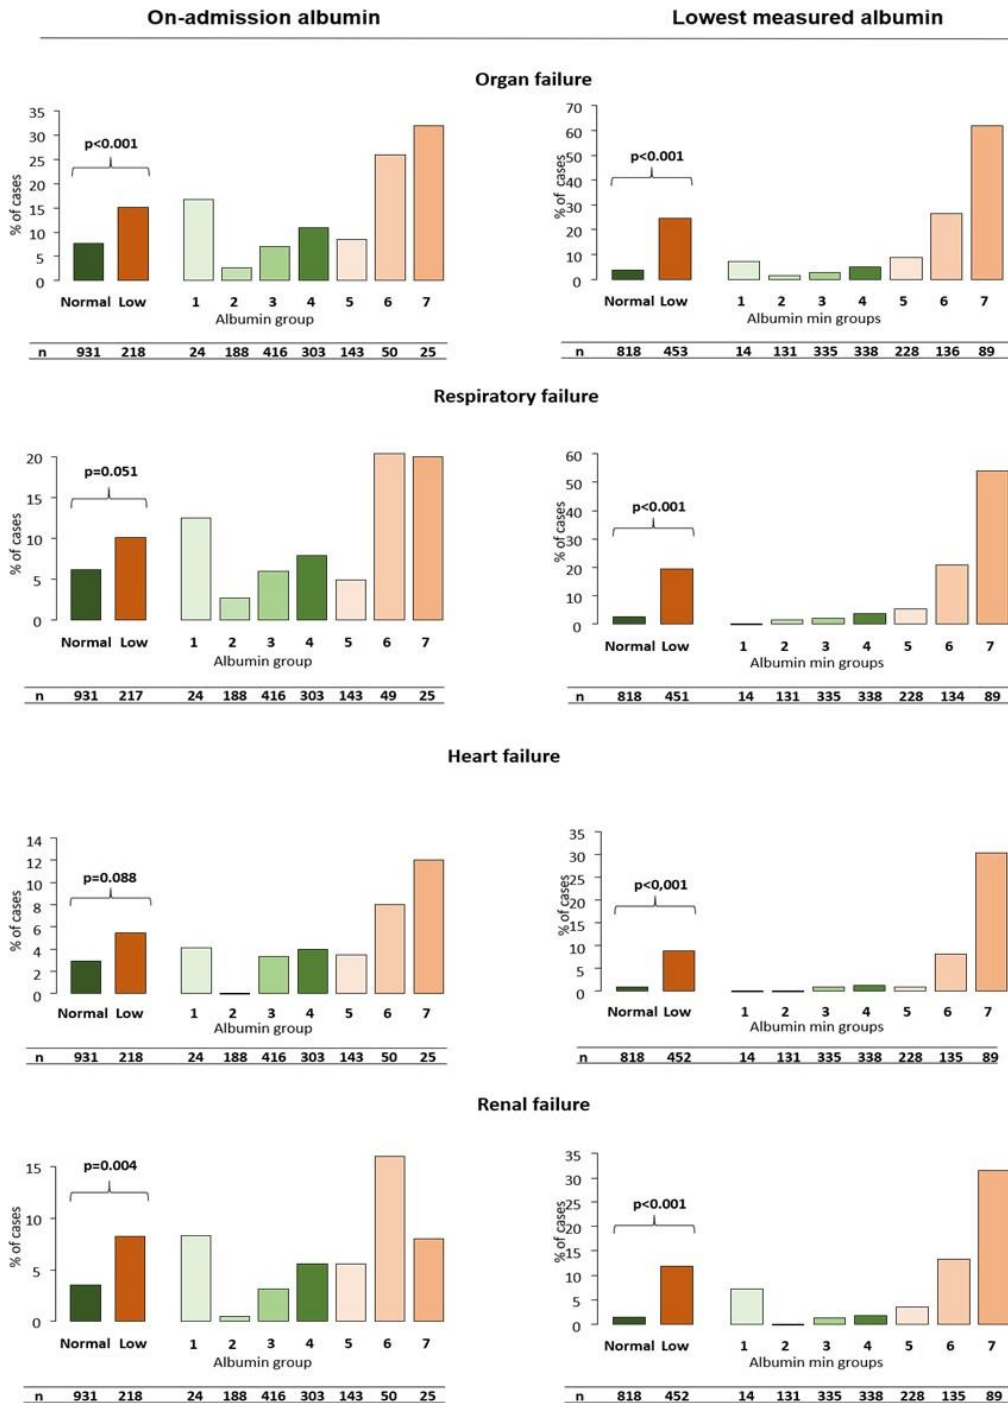 On-admission albumin Lowest measured albumin
Organ failure
% of cases
35
30
25
20
15
10
5
0
p<0.001
Normal Low 1 2 3 4 5 6 7
Albumin group
n 931 218 24 188 416 303 143 50 25
% of cases
70
60
50
40
30
20
10
0
p<0.001
Normal Low 1 2 3 4 5 6 7
Albumin min groups
n 818 453 14 131 335 338 228 136 89
Respiratory failure
% of cases
20
15
10
5
0
p=0.051
Normal Low 1 2 3 4 5 6 7
Albumin group
n 931 217 24 188 416 303 143 49 25
% of cases
60
50
40
30
20
10
0
p<0.001
Normal Low 1 2 3 4 5 6 7
Albumin min groups
n 818 451 14 131 335 338 228 134 89
Heart failure
% of cases
14
12
10
8
6
4
2
0
p=0.088
Normal Low 1 2 3 4 5 6 7
Albumin group
n 931 218 24 188 416 303 143 50 25
% of cases
35
30
25
20
15
10
5
0
p<0,001
Normal Low 1 2 3 4 5 6 7
Albumin min groups
n 818 452 14 131 335 338 228 135 89
Renal failure
% of cases
15
10
5
0
p=0.004
Normal Low 1 2 3 4 5 6 7
Albumin group
n 931 218 24 188 416 303 143 50 25
% of cases
35
30
25
20
15
10
5
0
p<0.001
Normal Low 1 2 3 4 5 6 7
Albumin min groups
n 818 452 14 131 335 338 228 135 89